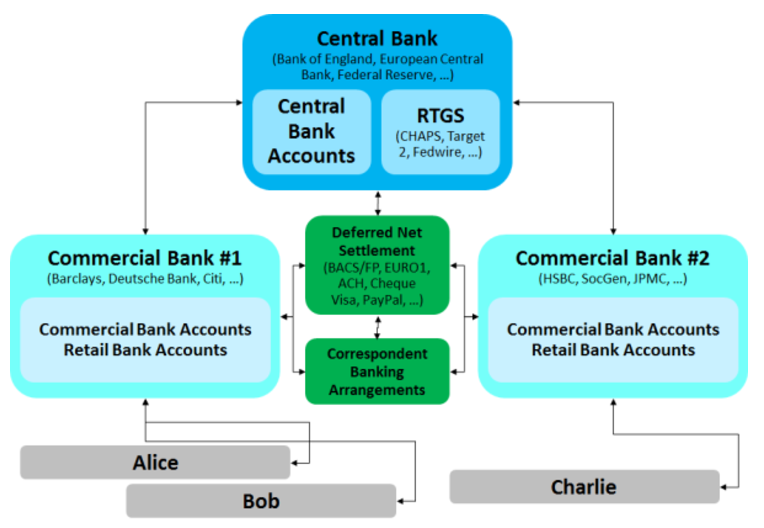 Central Bank
(Bank of England, European Central
Bank, Federal Reserve, …)
Central
Bank
Accounts
RTGS
(CHAPS, Target
2, Fedwire, …)
Deferred Net
Settlement
(BACS/FP, EURO1,
ACH, Cheque
Visa, PayPal, …)
Commercial Bank #1
(Barclays, Deutsche Bank, Citi, …)
Commercial Bank Accounts
Retail Bank Accounts
Commercial Bank #2
(HSBC, SocGen, JPMC, …)
Commercial Bank Accounts
Retail Bank Accounts
Correspondent
Banking
Arrangements
Alice
Bob
Charlie